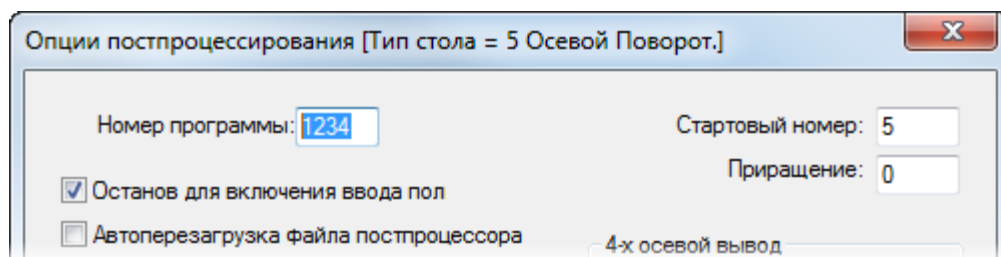 Опции постпроцессирования [Тип стола = 5 Осевой Поворот.]
Номер программы: 1234
Стартовый номер: 5
Приращение: 0
Останов для включения ввода пол
Автоперезагрузка файла постпроцессора
4-х осевой вывод